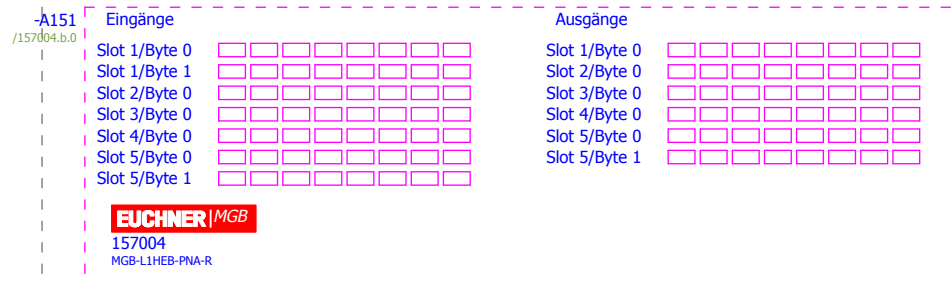 -A151
/157004.b.0
Eingänge
Slot 1/Byte 0
Slot 1/Byte 1
Slot 2/Byte 0
Slot 3/Byte 0
Slot 4/Byte 0
Slot 5/Byte 0
Slot 5/Byte 1
Ausgänge
Slot 1/Byte 0
Slot 2/Byte 0
Slot 3/Byte 0
Slot 4/Byte 0
Slot 5/Byte 0
Slot 5/Byte 1
EUCHNER|MGB
157004
MGB-L1HEB-PNA-R